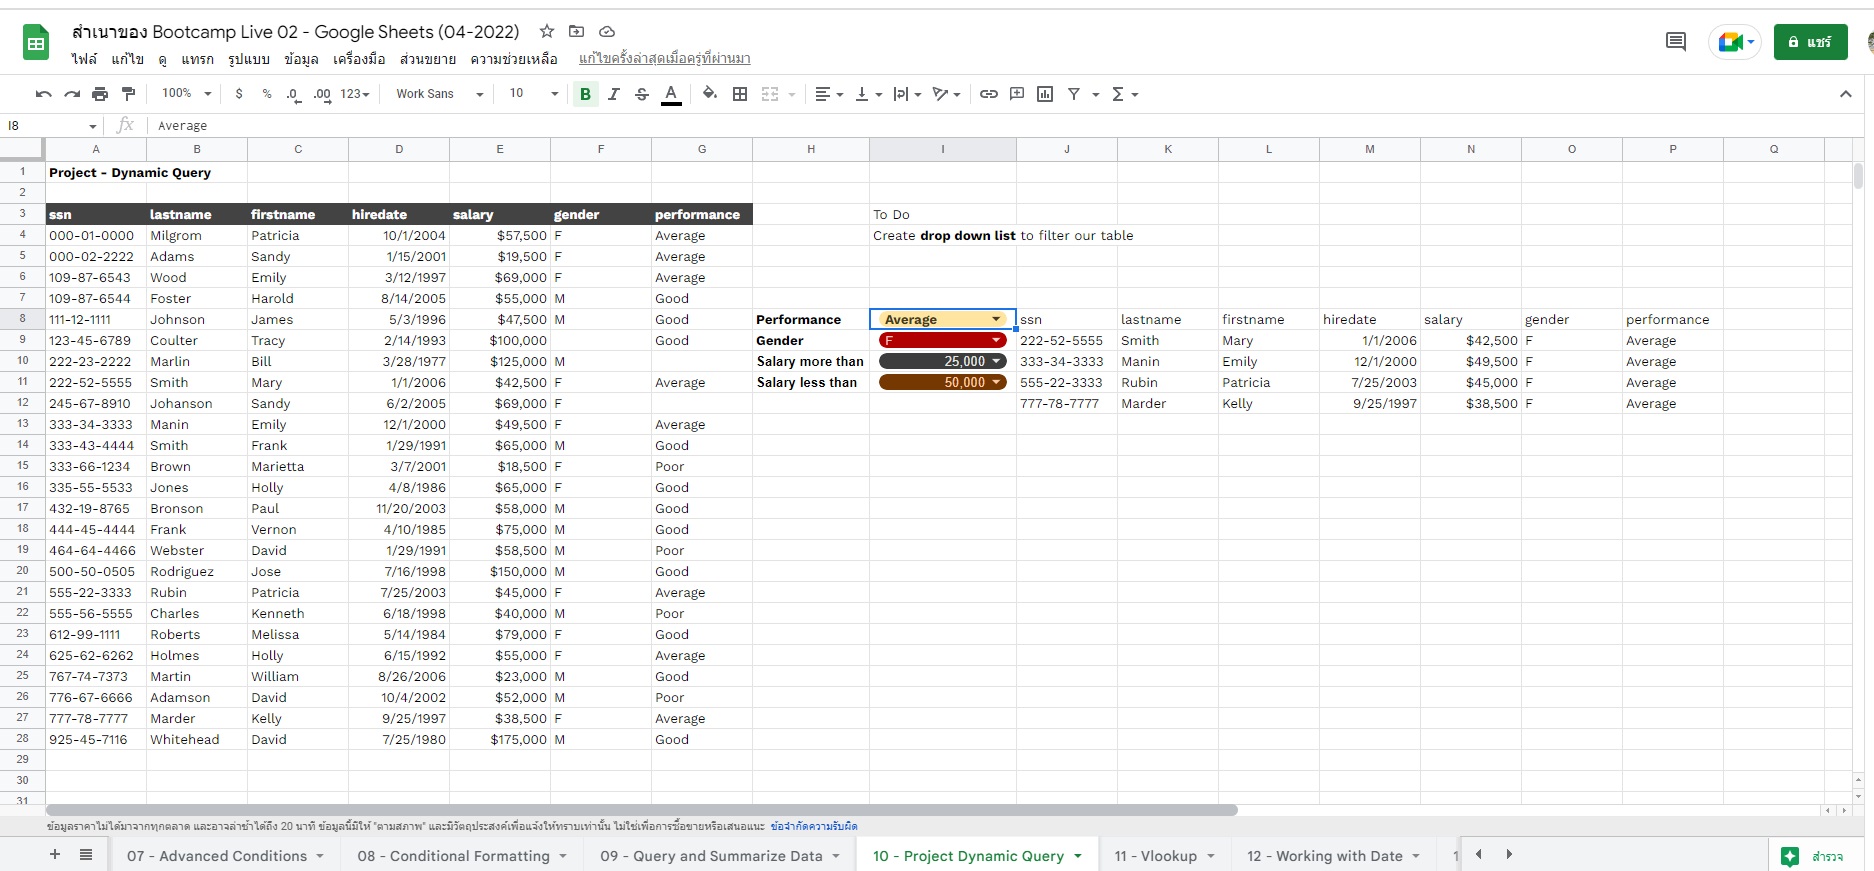 สำเนาของ Bootcamp Live 02 - Google Sheets (04-2022)
ไฟล์ แก้ไข ดู แทรก รูปแบบ ข้อมูล เครื่องมือ ส่วนขยาย ความช่วยเหลือ แก้ไขครั้งล่าสุดเมื่อครู่ที่ผ่านมา
แชร์
100% $ % .0 .00 123 Work Sans 10 B I S A
I8 fx Average
A B C D E F G H I J K L M N O P Q
1 Project - Dynamic Query
2
3 ssn lastname firstname hiredate salary gender performance To Do
4 000-01-0000 Milgrom Patricia 10/1/2004 $57,500 F Average Create drop down list to filter our table
5 000-02-2222 Adams Sandy 1/15/2001 $19,500 F Average
6 109-87-6543 Wood Emily 3/12/1997 $69,000 F Average
7 109-87-6544 Foster Harold 8/14/2005 $55,000 M Good
8 111-12-1111 Johnson James 5/3/1996 $47,500 M Good Performance Average ssn lastname firstname hiredate salary gender performance
9 123-45-6789 Coulter Tracy 2/14/1993 $100,000 Good Gender F 222-52-5555 Smith Mary 1/1/2006 $42,500 F Average
10 222-23-2222 Marlin Bill 3/28/1977 $125,000 M Salary more than 25,000 333-34-3333 Manin Emily 12/1/2000 $49,500 F Average
11 222-52-5555 Smith Mary 1/1/2006 $42,500 F Average Salary less than 50,000 555-22-3333 Rubin Patricia 7/25/2003 $45,000 F Average
12 245-67-8910 Johanson Sandy 6/2/2005 $69,000 F 777-78-7777 Marder Kelly 9/25/1997 $38,500 F Average
13 333-34-3333 Manin Emily 12/1/2000 $49,500 F Average
14 333-43-4444 Smith Frank 1/29/1991 $65,000 M Good
15 333-66-1234 Brown Marietta 3/7/2001 $18,500 F Poor
16 335-55-5533 Jones Holly 4/8/1986 $65,000 F Good
17 432-19-8765 Bronson Paul 11/20/2003 $58,000 M Good
18 444-45-4444 Frank Vernon 4/10/1985 $75,000 M Good
19 464-64-4466 Webster David 1/29/1991 $58,500 M Poor
20 500-50-0505 Rodriguez Jose 7/16/1998 $150,000 M Good
21 555-22-3333 Rubin Patricia 7/25/2003 $45,000 F Average
22 555-56-5555 Charles Kenneth 6/18/1998 $40,000 M Poor
23 612-99-1111 Roberts Melissa 5/14/1984 $79,000 F Good
24 625-62-6262 Holmes Holly 6/15/1992 $55,000 F Average
25 767-74-7373 Martin William 8/26/2006 $23,000 M Good
26 776-67-6666 Adamson David 10/4/2002 $52,000 M Poor
27 777-78-7777 Marder Kelly 9/25/1997 $38,500 F Average
28 925-45-7116 Whitehead David 7/25/1980 $175,000 M Good
29
30
31
ข้อมูลราคาไม่ได้มาจากทุกตลาด และอาจล่าช้าได้ถึง 20 นาที ข้อมูลนี้มีให้ "ตามสภาพ" และมีวัตถุประสงค์เพื่อแจ้งให้ทราบเท่านั้น ไม่ใช่เพื่อการซื้อขายหรือเสนอแนะ ข้อจำกัดความรับผิด
07 - Advanced Conditions 08 - Conditional Formatting 09 - Query and Summarize Data 10 - Project Dynamic Query 11 - Vlookup 12 - Working with Date 1 สำรวจ